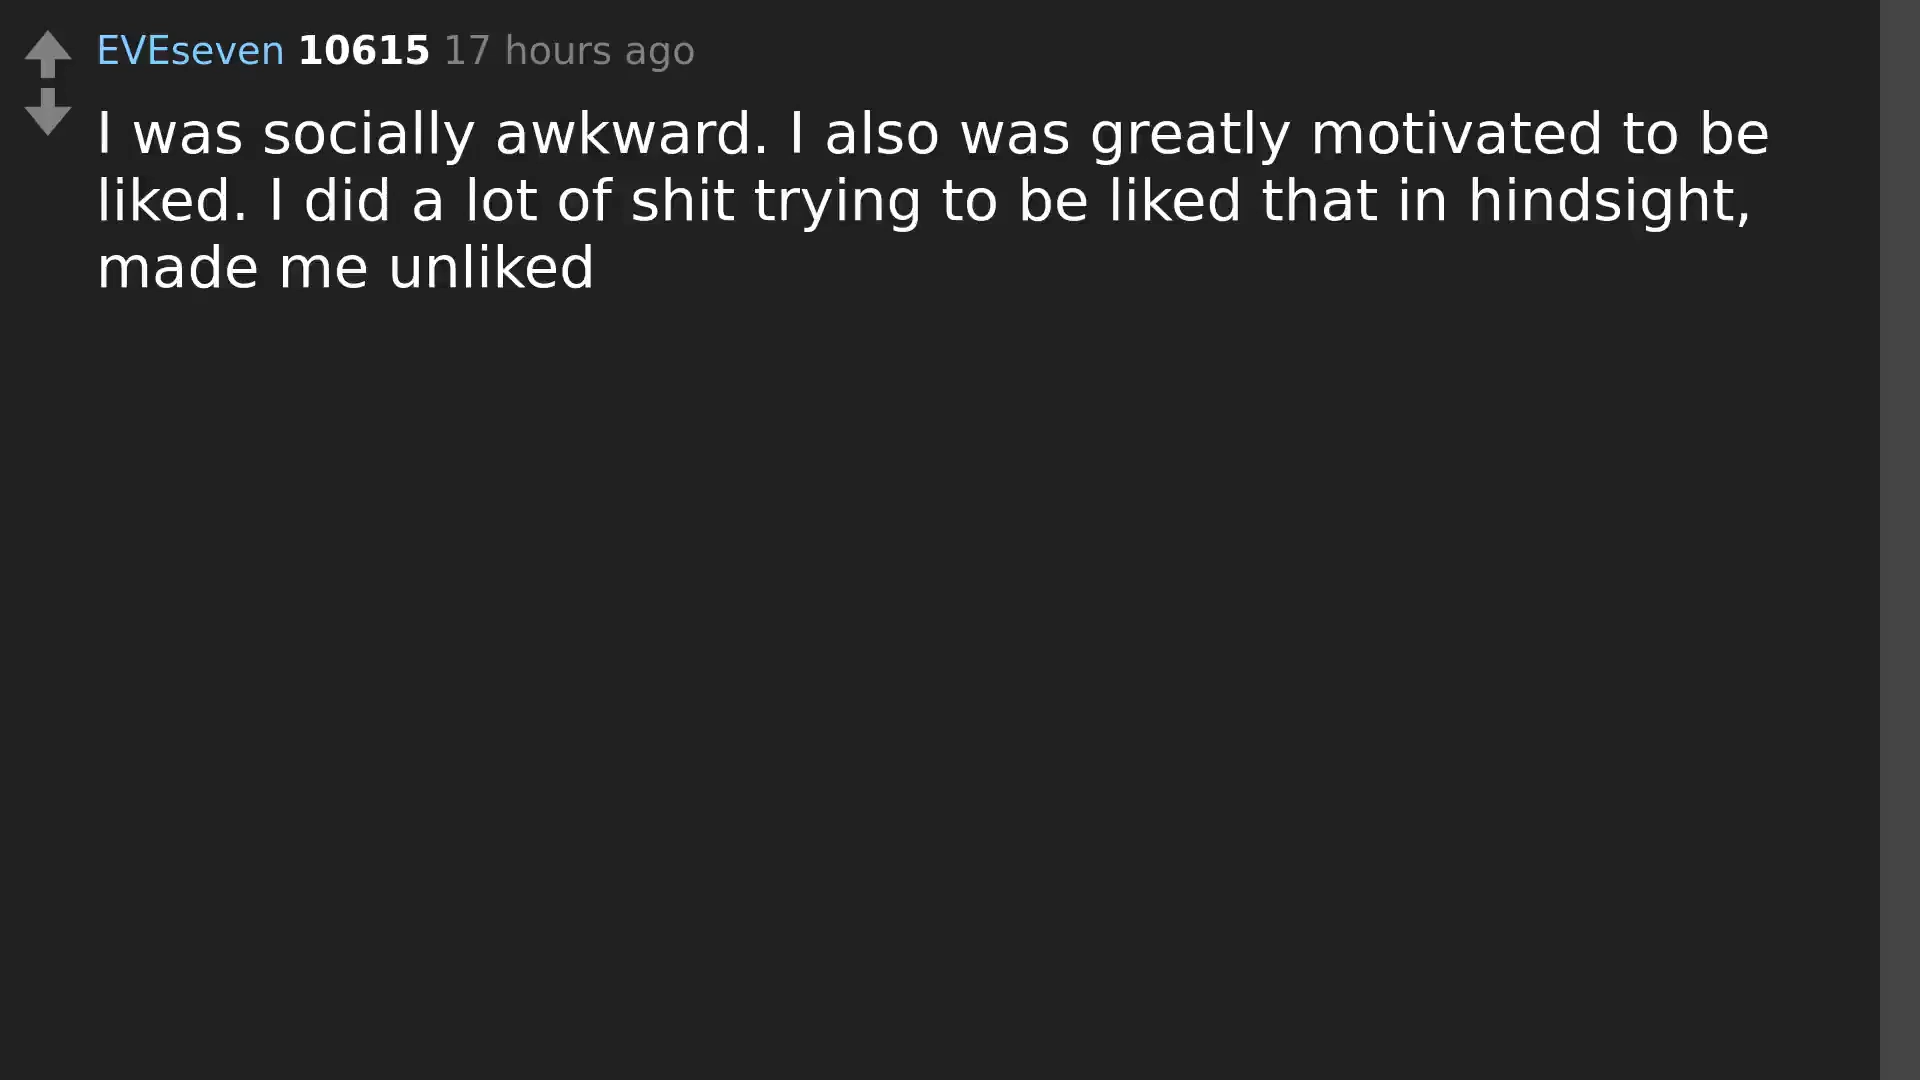 EVEseven 10615 17 hours ago
I was socially awkward. I also was greatly motivated to be
liked. I did a lot of shit trying to be liked that in hindsight,
made me unliked